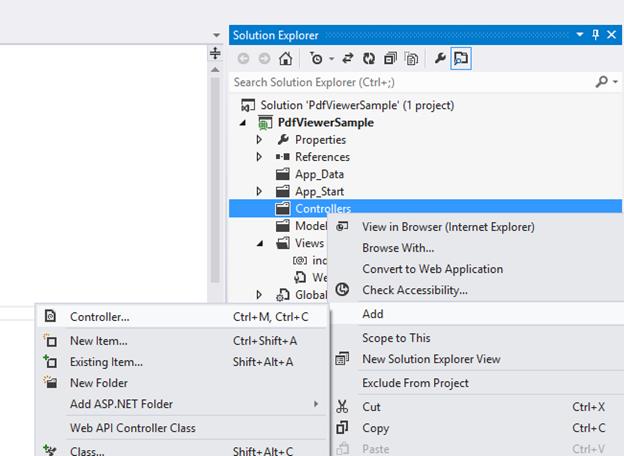 Solution Explorer
Search Solution Explorer (Ctrl+;)
Solution 'PdfViewerSample' (1 project)
PdfViewerSample
Properties
References
App_Data
App_Start
Controllers
Model
Views
ind
We
Global
View in Browser (Internet Explorer)
Browse With...
Convert to Web Application
Check Accessibility...
Add
Scope to This
New Solution Explorer View
Exclude From Project
Cut Ctrl+X
Copy Ctrl+C
Paste Ctrl+V
Controller... Ctrl+M, Ctrl+C
New Item... Ctrl+Shift+A
Existing Item... Shift+Alt+A
New Folder
Add ASP.NET Folder
Web API Controller Class
Class... Shift+Alt+C